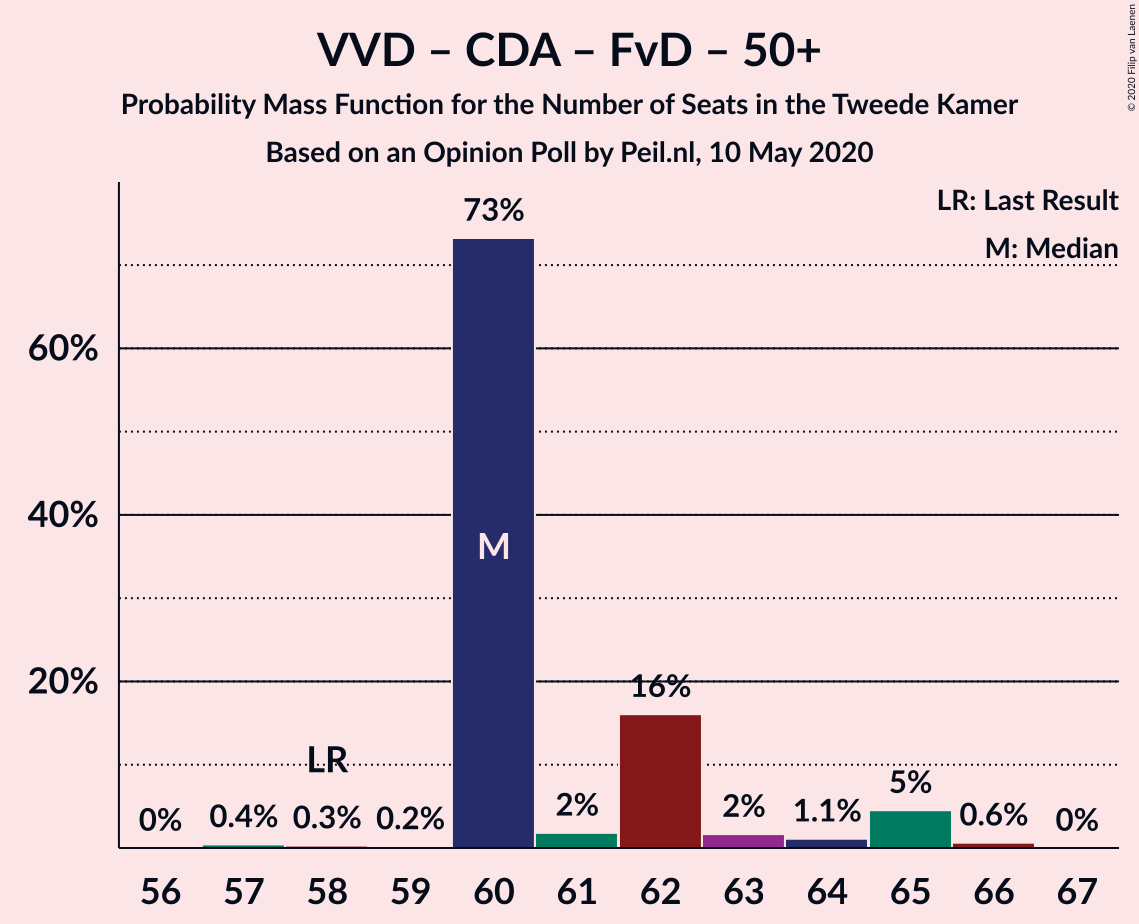 VVD – CDA – FvD – 50+
Probability Mass Function for the Number of Seats in the Tweede Kamer
Based on an Opinion Poll by Peil.nl, 10 May 2020
© 2020 Filip van Laenen
LR: Last Result
M: Median
60%
40%
20%
0%
0.4%
0.3%
0.2%
73%
2%
16%
2%
1.1%
5%
0.6%
0%
LR
M
56 57 58 59 60 61 62 63 64 65 66 67